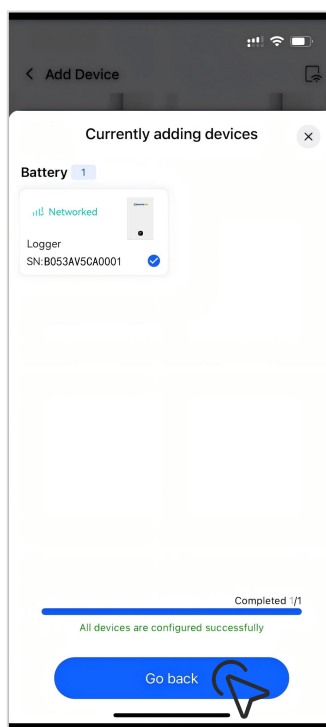 Add Device
Currently adding devices
Battery 1
Networked
Logger
SN:B053AV5CA0001
Completed 1/1
All devices are configured successfully
Go back